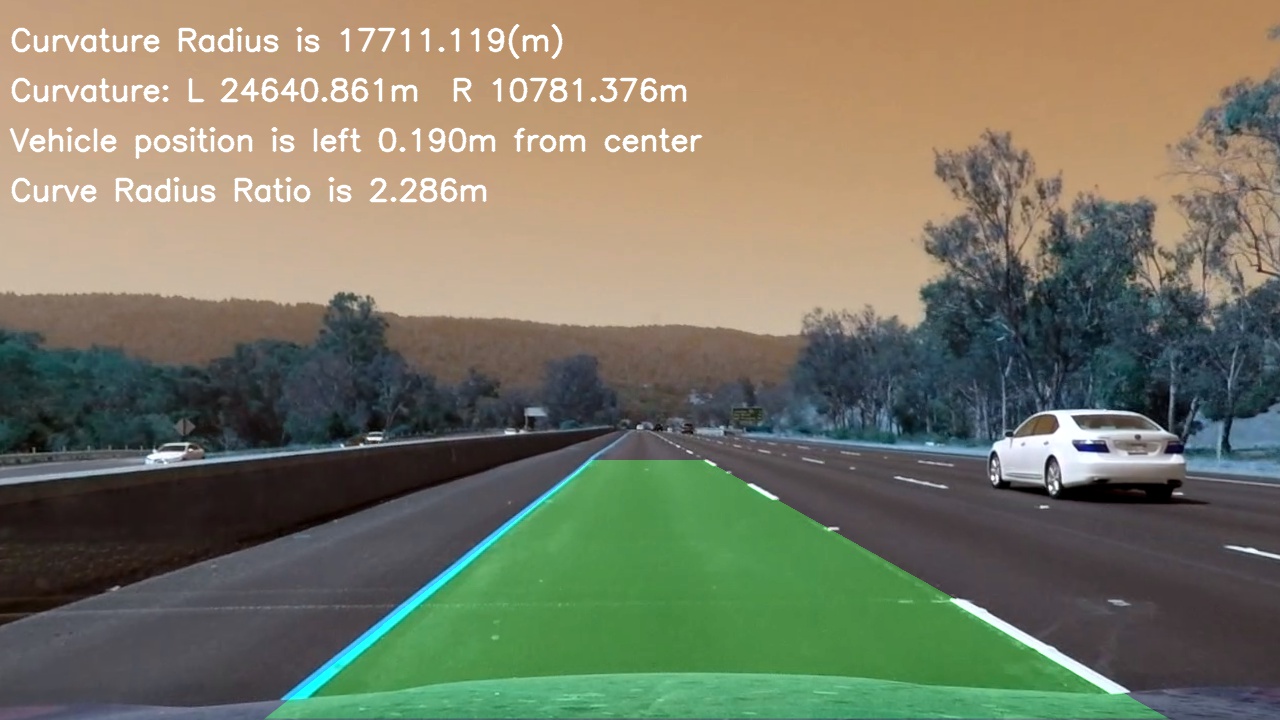 Curvature Radius is 17711.119(m)
Curvature: L 24640.861m R 10781.376m
Vehicle position is left 0.190m from center
Curve Radius Ratio is 2.286m